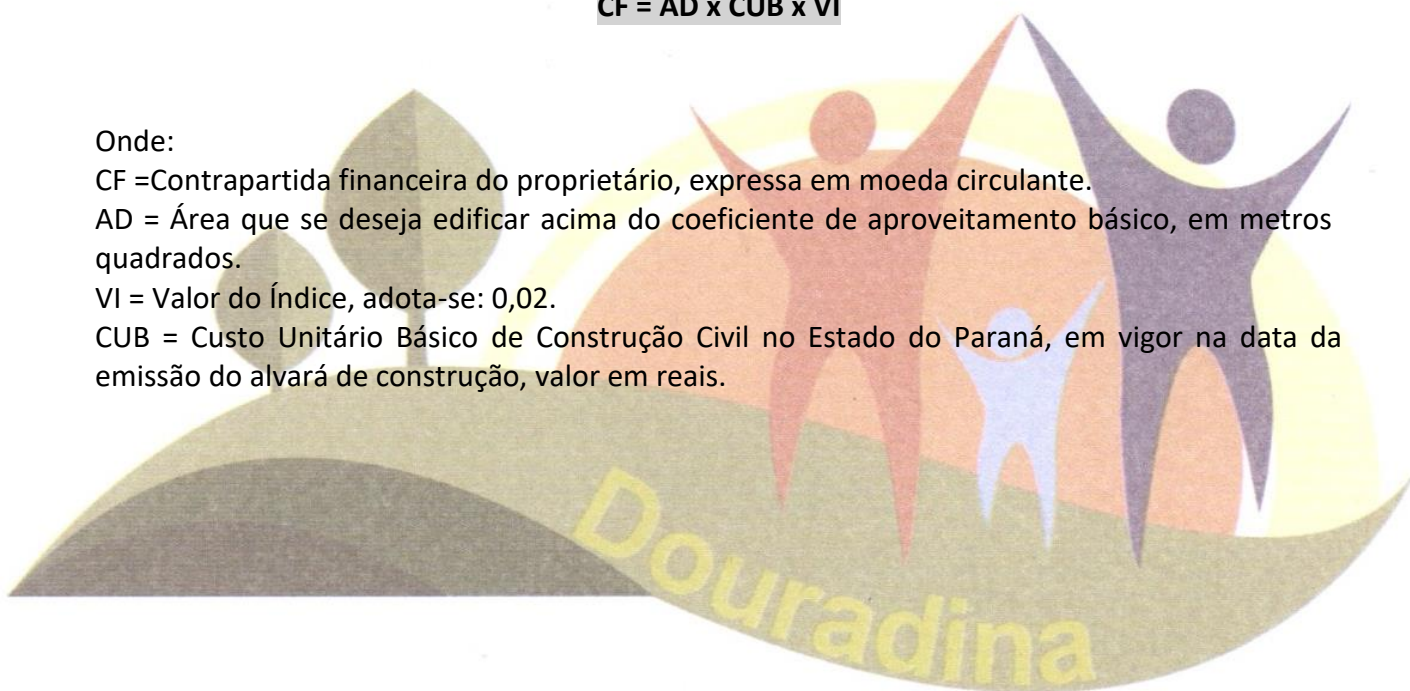 CF = AD x CUB x VI
Onde:
CF =Contrapartida financeira do proprietário, expressa em moeda circulante.
AD = Área que se deseja edificar acima do coeficiente de aproveitamento básico, em metros
quadrados.
VI = Valor do Índice, adota-se: 0,02.
CUB = Custo Unitário Básico de Construção Civil no Estado do Paraná, em vigor na data da
emissão do alvará de construção, valor em reais.
Douradina